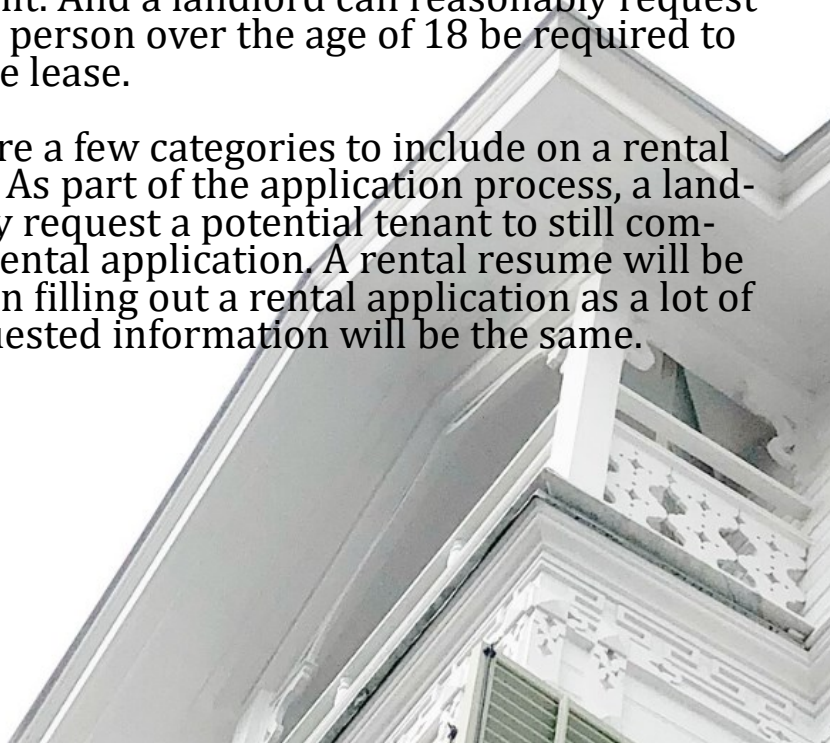 nt. And a landlord can reasonably request
person over the age of 18 be required to
e lease.
re a few categories to include on a rental
As part of the application process, a land-
y request a potential tenant to still com-
ental application. A rental resume will be
n filling out a rental application as a lot of
uested information will be the same.